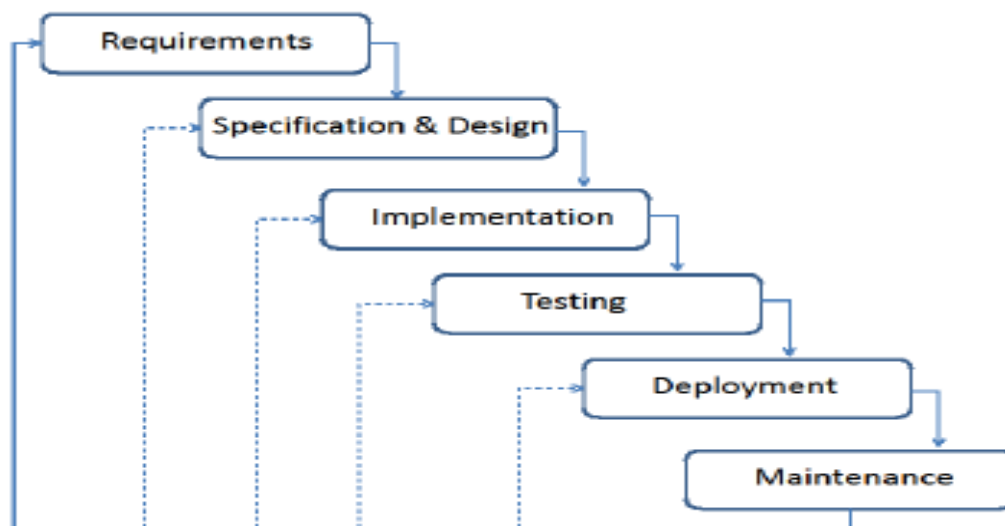 Requirements
Specification & Design
Implementation
Testing
Deployment
Maintenance